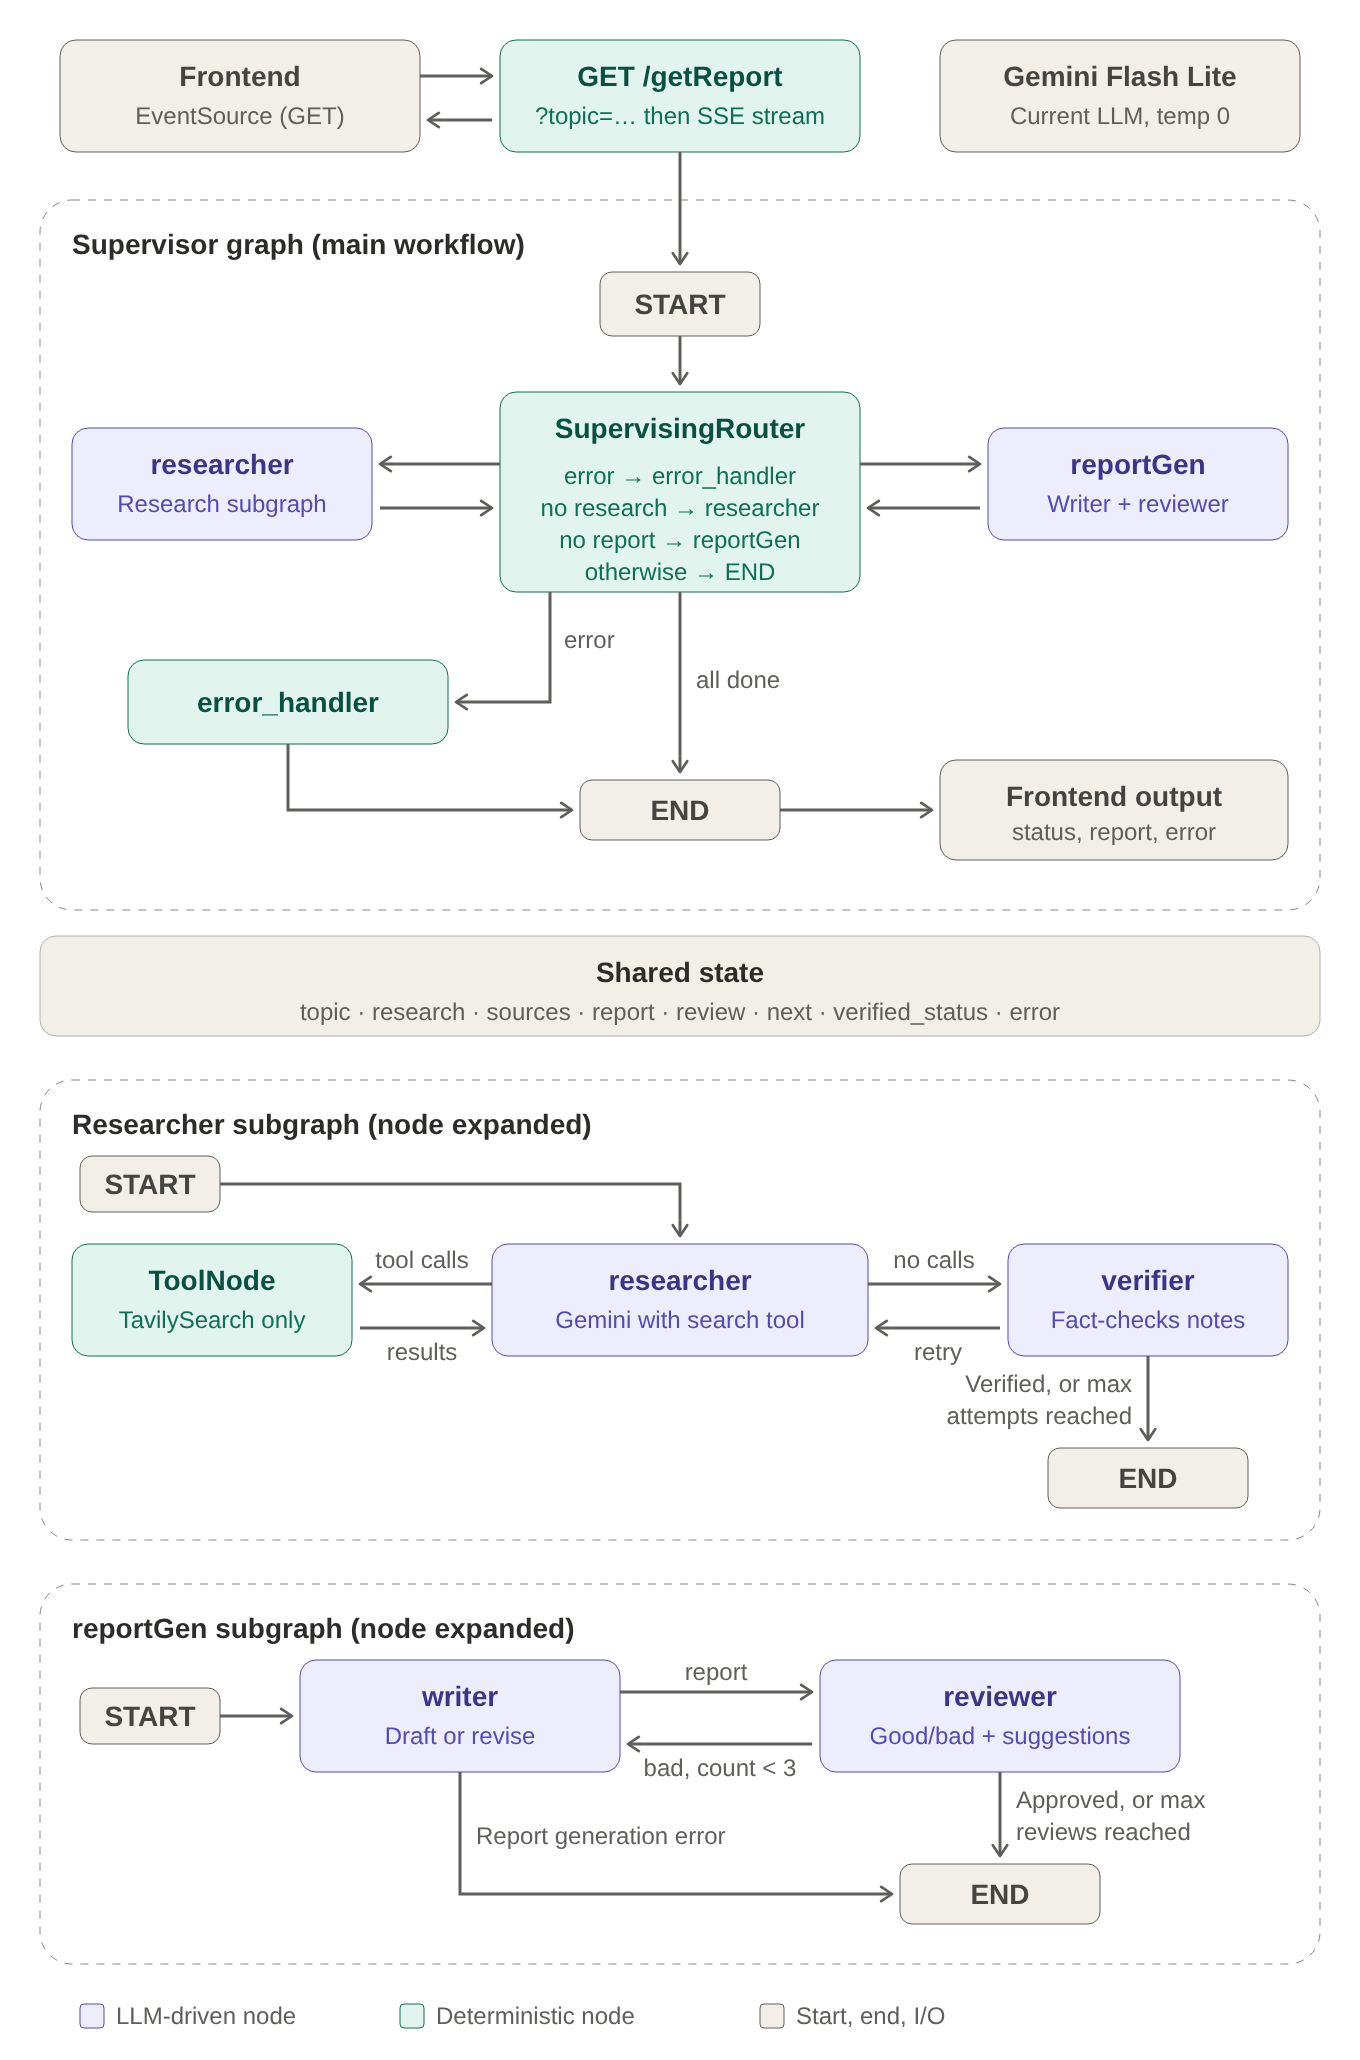 Frontend
EventSource (GET)
GET /getReport
?topic=… then SSE stream
Gemini Flash Lite
Current LLM, temp 0
Supervisor graph (main workflow)
START
researcher
Research subgraph
SupervisingRouter
error → error_handler
no research → researcher
no report → reportGen
otherwise → END
reportGen
Writer + reviewer
error
all done
error_handler
END
Frontend output
status, report, error
Shared state
topic · research · sources · report · review · next · verified_status · error
Researcher subgraph (node expanded)
START
ToolNode
TavilySearch only
tool calls
results
researcher
Gemini with search tool
no calls
retry
verifier
Fact-checks notes
Verified, or max
attempts reached
END
reportGen subgraph (node expanded)
START
writer
Draft or revise
report
bad, count < 3
reviewer
Good/bad + suggestions
Report generation error
Approved, or max
reviews reached
END
LLM-driven node
Deterministic node
Start, end, I/O